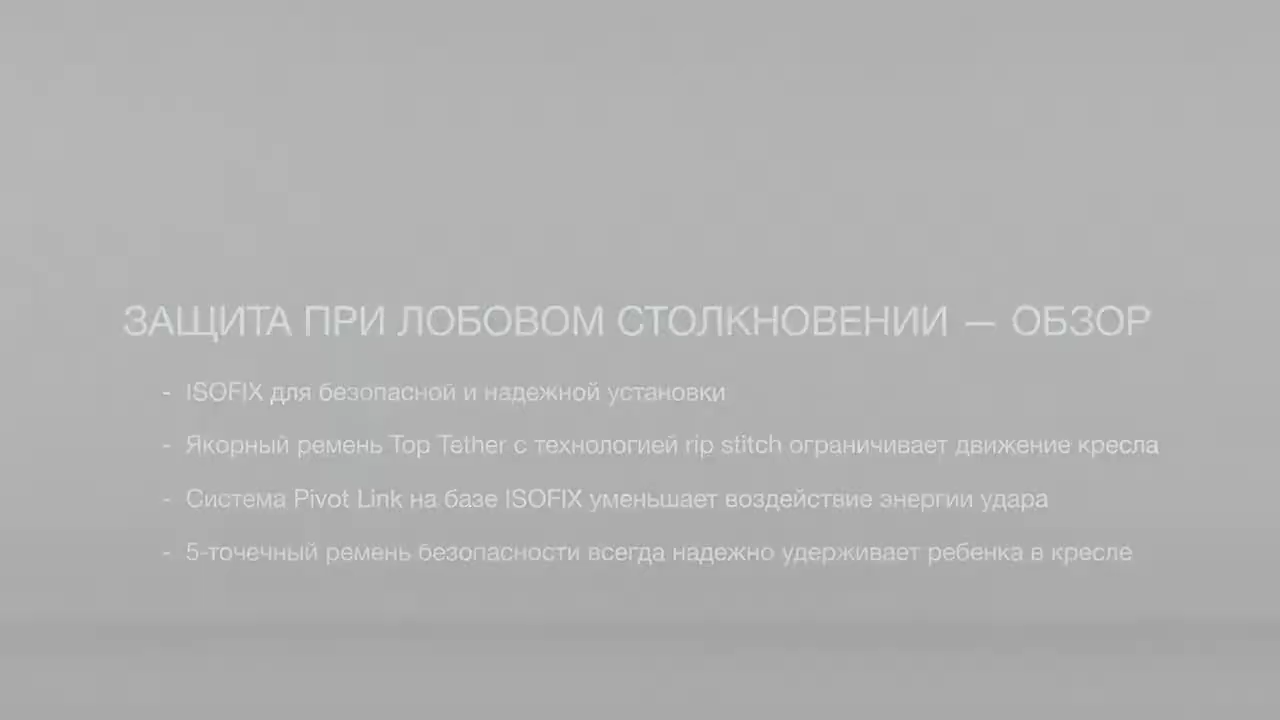 ЗАЩИТА ПРИ ЛОБОВОМ СТОЛКНОВЕНИИ — ОБЗОР
- ISOFIX для безопасной и надежной установки
- Якорный ремень Top Tether с технологией rip stitch ограничивает движение кресла
- Система Pivot Link на базе ISOFIX уменьшает воздействие энергии удара
- 5-точечный ремень безопасности всегда надежно удерживает ребенка в кресле